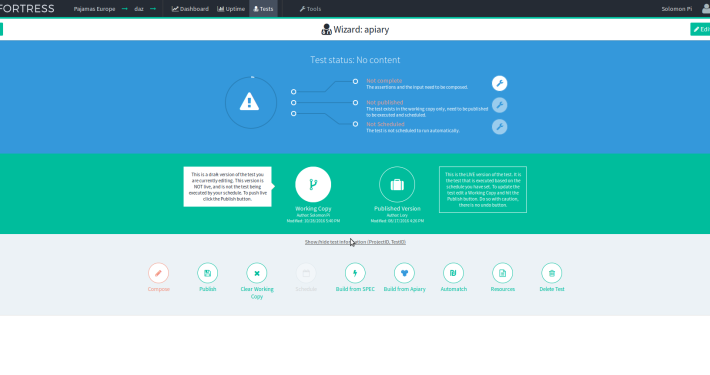 FORTRESS
Pajamas Europe → daz → Dashboard Uptime Tests Tools Solomon Pi
Wizard: apiary
Edit
Test status: No content
Not complete
The assertions and the input need to be composed.
Not published
The test exists in the working copy only, need to be published
to be executed and scheduled.
Not Scheduled
The test is not scheduled to run automatically.
This is a draft version of the test you
are currently editing. This version is
NOT live, and is not the test being
executed by your schedule. To push live
click the Publish button.
Working Copy
Author: Solomon Pi
Modified: 10/24/2016 5:40 PM
Published Version
Author: Lory
Modified: 08/17/2016 4:26 PM
This is the LIVE version of the test. It is
the test that is executed based on the
schedule you have set. To update the
test edit a Working Copy and hit the
Publish button. Do so with caution,
there is no undo button.
Show/hide test information (ProjectID, TestID)
Compose
Publish
Clear Working
Copy
Schedule
Build from SPEC
Build from Apiary
Automatch
Resources
Delete Test